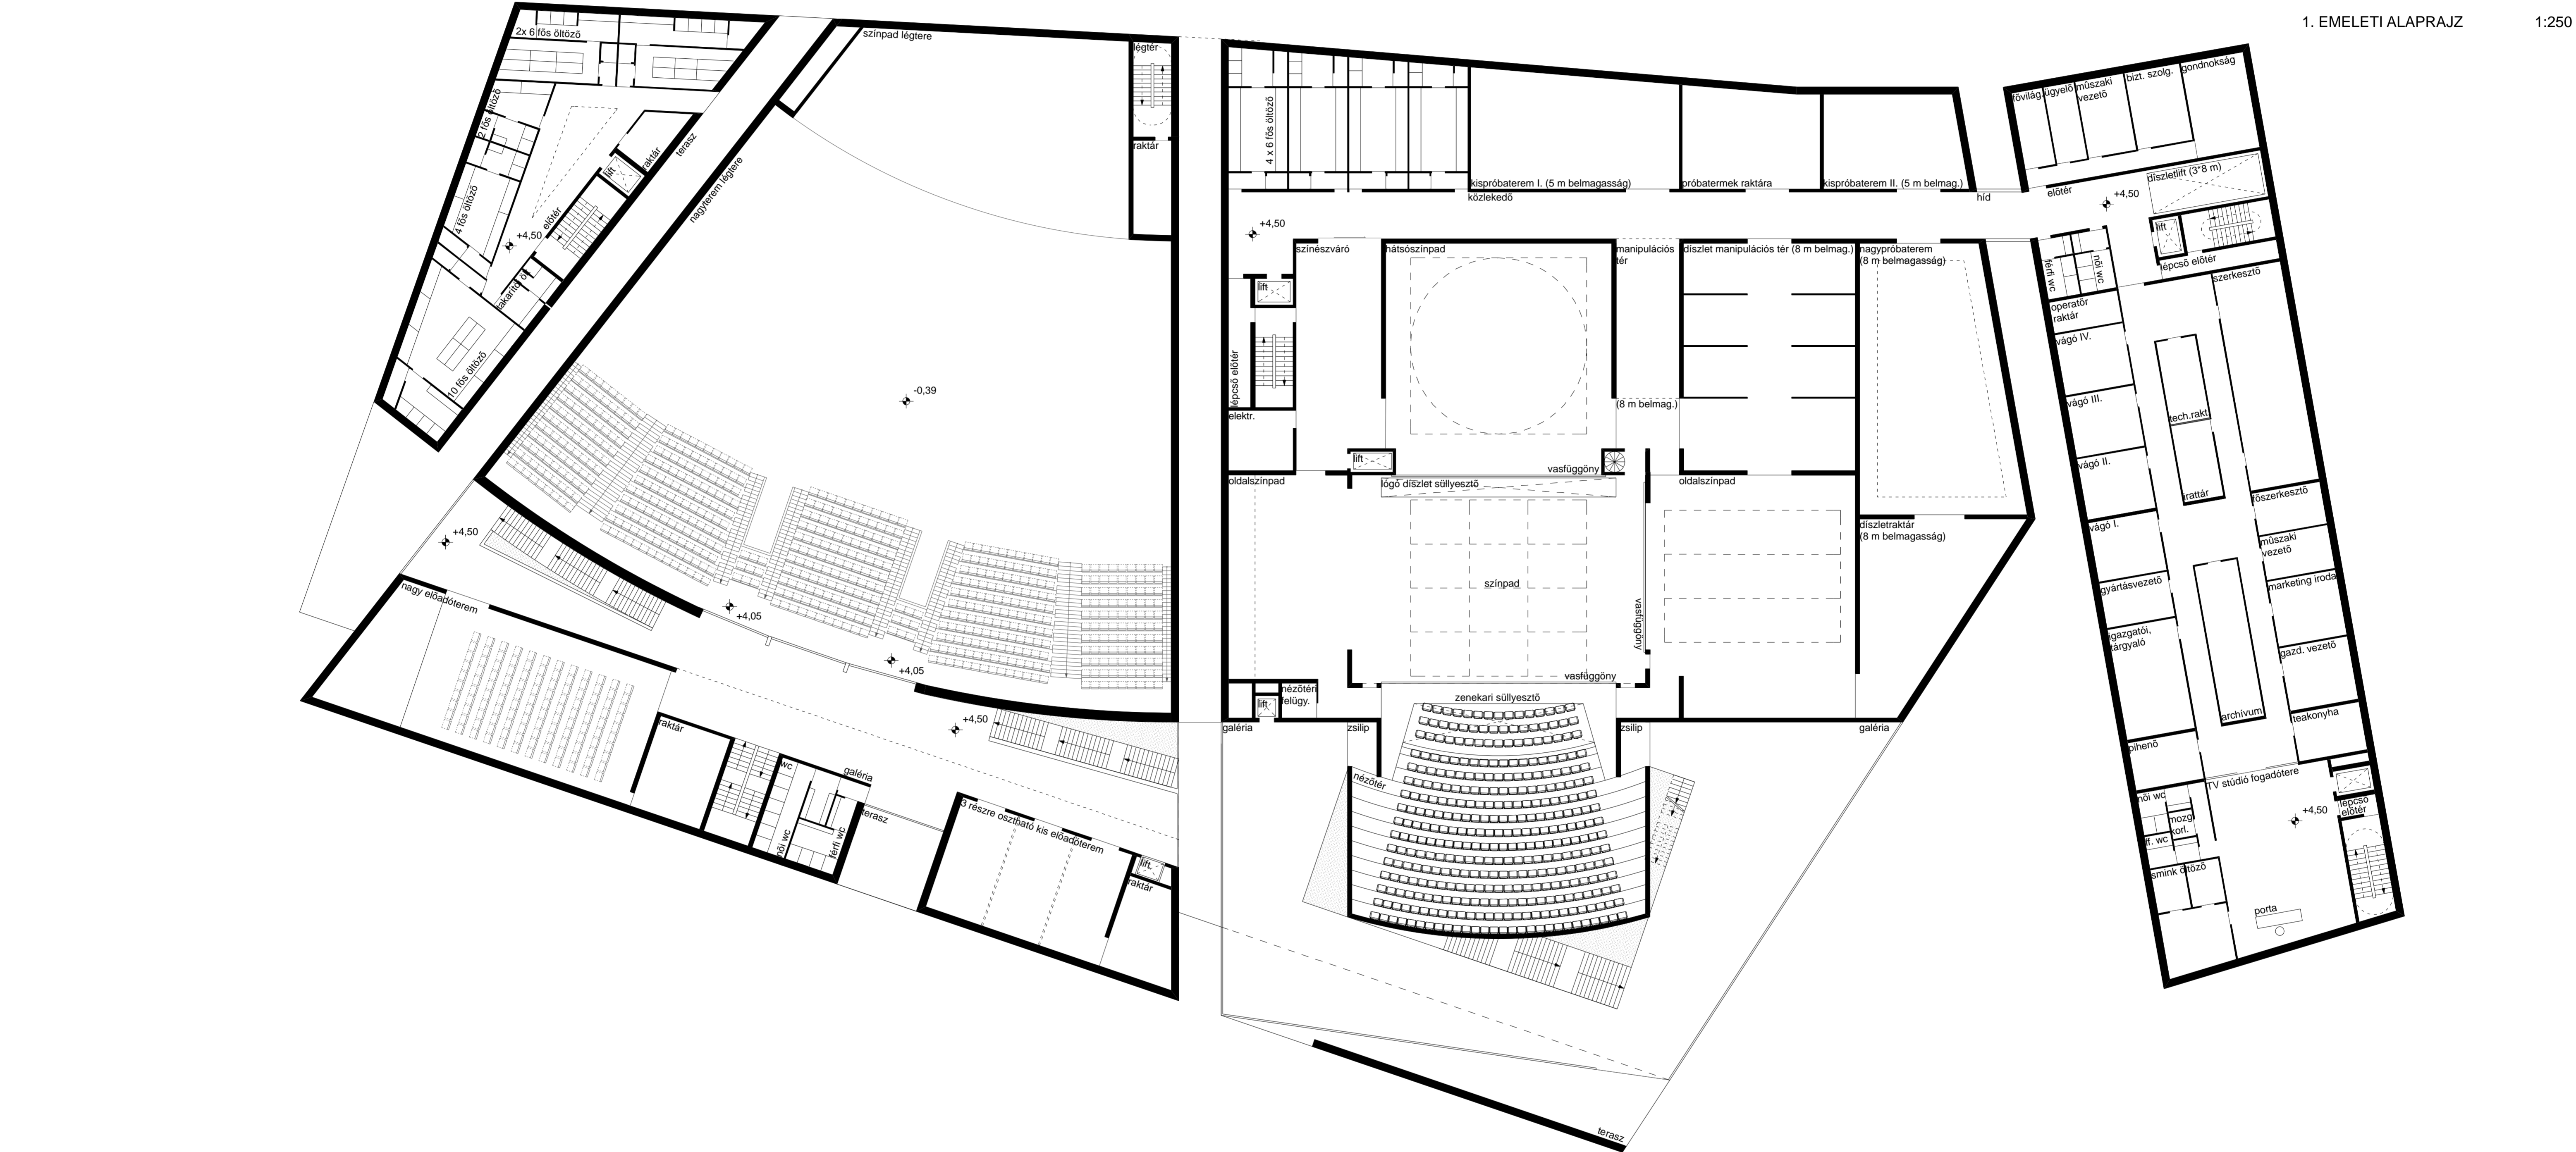 1. EMELETI ALAPRAJZ
1:250
2x 6 fős öltöző
2 fős öltöző
4 fős öltöző
+4,50
előtér
lift
raktár
terasz
10 fős öltöző
színpad légtere
nagyterem légtere
légtér
raktár
-0,39
+4,50
+4,05
+4,05
+4,50
nagy előadóterem
raktár
wc
női wc
férfi wc
galéria
terasz
3 részre osztható kis előadóterem
lift
raktár
4 x 6 fős öltöző
kispróbaterem I. (5 m belmagasság)
próbatermek raktára
kispróbaterem II. (5 m belmag.)
közlekedő
híd
+4,50
színészváró
hátsószínpad
manipulációs
tér
díszlet manipulációs tér (8 m belmag.)
nagypróbaterem
(8 m belmagasság)
lift
lépcső előtér
elektr.
(8 m belmag.)
lift
vasfüggöny
oldalszínpad
lógó díszlet süllyesztő
oldalszínpad
díszletraktár
(8 m belmagasság)
színpad
vasfüggöny
vasfüggöny
nézőtéri
felügy.
lift
zenekari süllyesztő
galéria
zsilip
zsilip
galéria
nézőtér
terasz
fővilág.
ügyelő
műszaki
vezető
bizt. szolg.
gondnokság
előtér
+4,50
díszletlift (3*8 m)
lift
lépcső előtér
férfi wc
női wc
szerkesztő
operatőr
raktár
vágó IV.
vágó III.
tech.rakt.
vágó II.
irattár
főszerkesztő
vágó I.
műszaki
vezető
gyártásvezető
marketing iroda
igazgatói,
tárgyaló
gazd. vezető
archívum
teakonyha
pihenő
TV stúdió fogadótere
női wc
mozg.
korl.
ff. wc
lépcső
előtér
+4,50
smink öltöző
porta